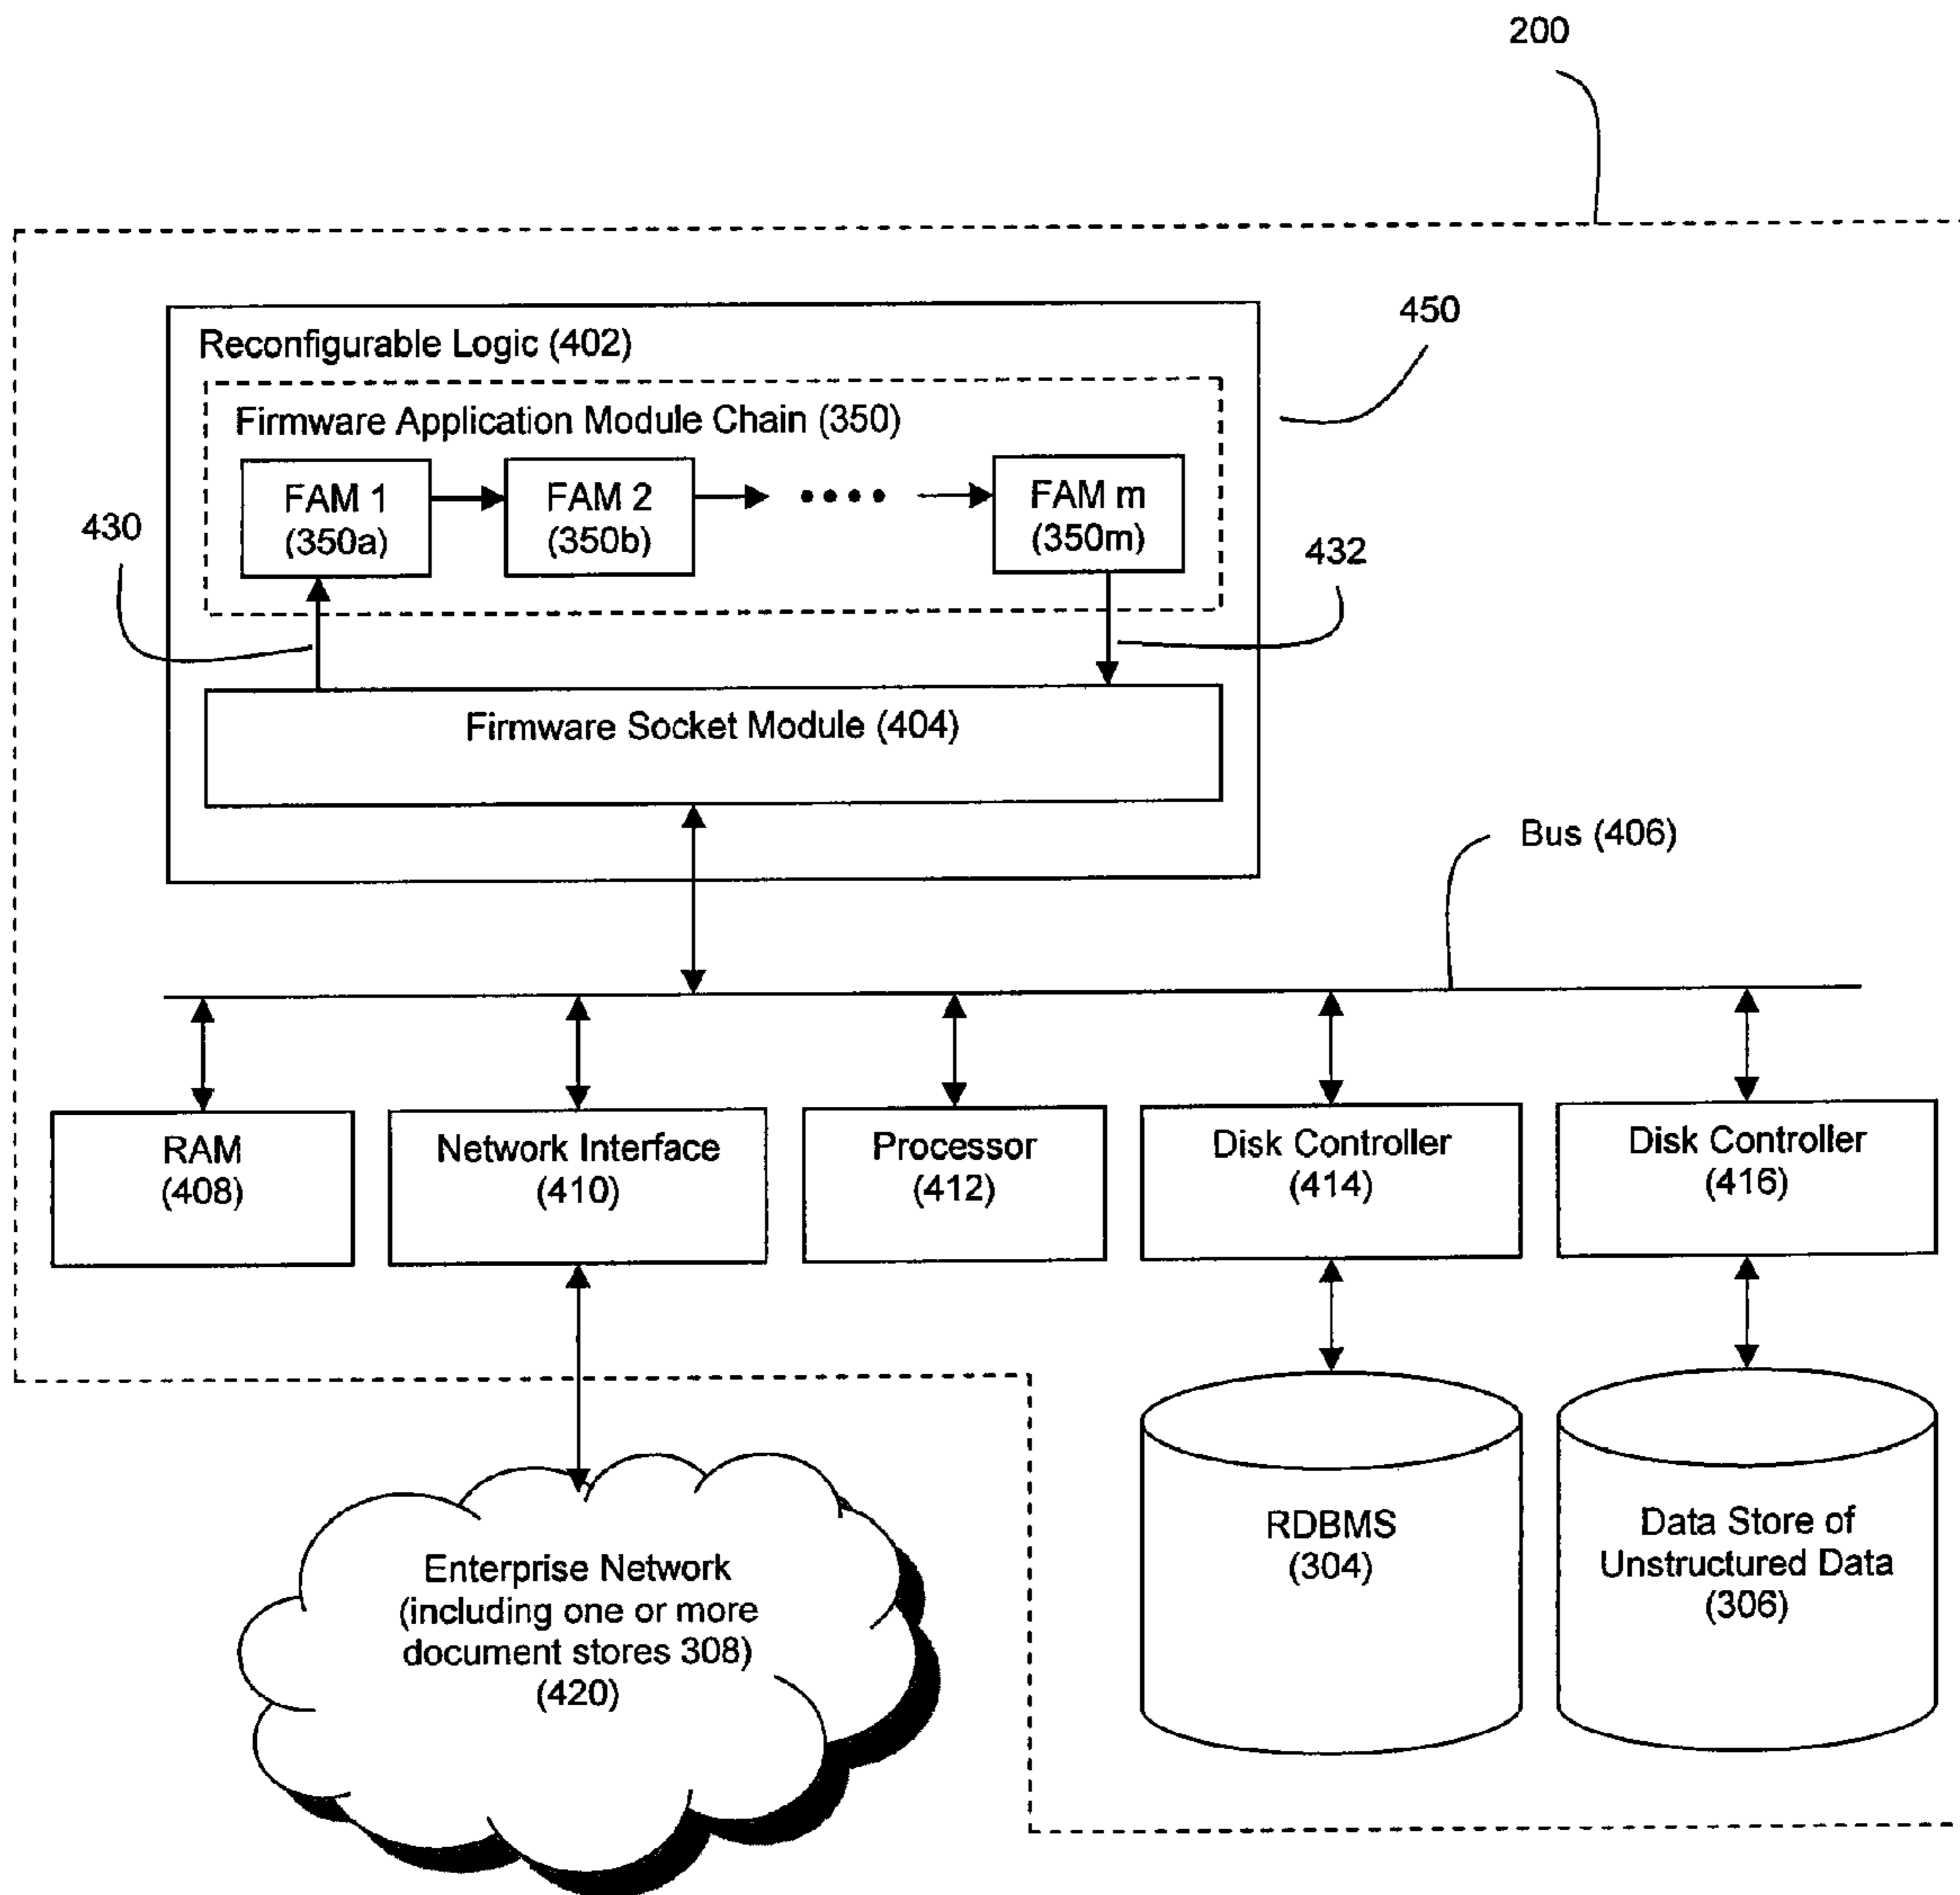 200
450
Reconfigurable Logic (402)
Firmware Application Module Chain (350)
FAM 1
(350a)
FAM 2
(350b)
FAM m
(350m)
430
432
Firmware Socket Module (404)
Bus (406)
RAM
(408)
Network Interface
(410)
Processor
(412)
Disk Controller
(414)
Disk Controller
(416)
Enterprise Network
(including one or more
document stores 308)
(420)
RDBMS
(304)
Data Store of
Unstructured Data
(306)